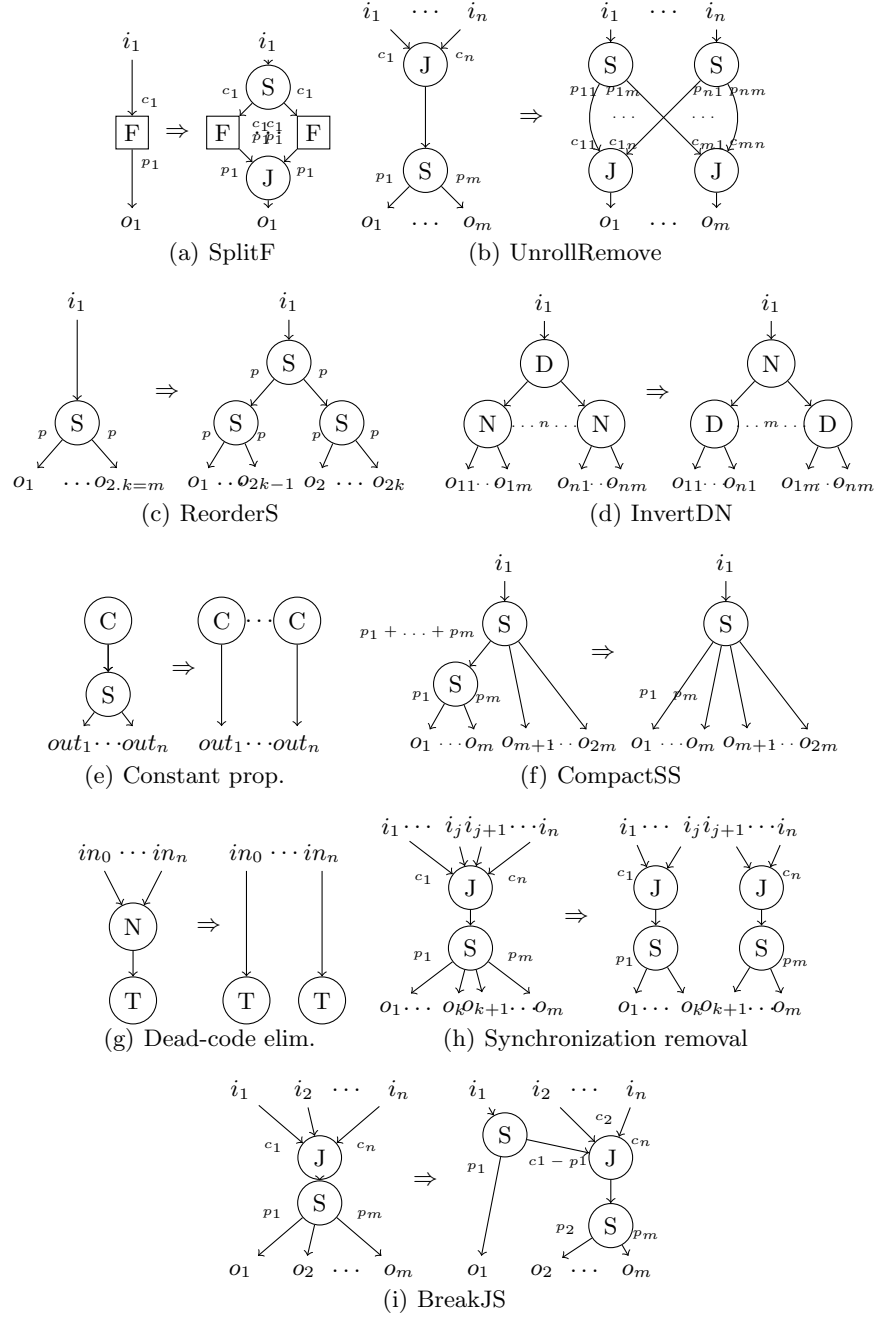 i1 i1 i1 ··· in i1 ··· in
c1 c1 S c1 c1 J cn S S
p11 p1m pn1 pnm
F ⇒ F F ⇒ ··· ···
p1 p1 J p1 p1 S pm c11 c1n cm1 cmn
J J
o1 o1 o1 ··· om o1 ··· om
(a) SplitF (b) UnrollRemove
i1 i1 i1 i1
p S p D N
S ⇒ S S N ···n··· N ⇒ D ···m··· D
p p p p p p
o1 ···o2.k=m o1 ···o2k−1 o2 ··· o2k o11···o1m on1···onm o11···on1 o1m···onm
(c) ReorderS (d) InvertDN
i1 i1
C C ··· C p1 + ... + pm S S
S ⇒ p1 S pm ⇒ p1 pm
out1···outn out1···outn o1 ···om om+1···o2m o1 ···om om+1···o2m
(e) Constant prop. (f) CompactSS
in0 ··· inn in0 ··· inn i1 ··· ij ij+1 ··· in i1 ··· ij ij+1 ··· in
c1 J cn c1 J J cn
N ⇒ ⇒
p1 S pm p1 S S pm
T T T o1 ··· ok ok+1 ··· om o1 ··· ok ok+1 ··· om
(g) Dead-code elim. (h) Synchronization removal
i1 i2 ··· in i1 i2 ··· in
c1 J cn S c2 cn
⇒ p1 c1 − p1 J
p1 S pm p2 S pm
o1 o2 ··· om o1 o2 ··· om
(i) BreakJS